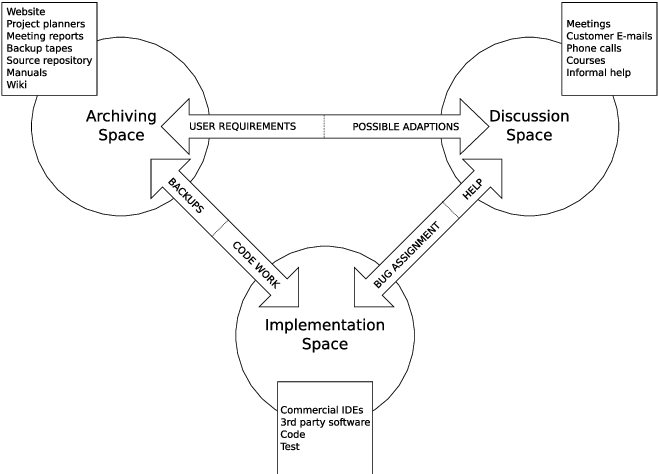 Website
Project planners
Meeting reports
Backup tapes
Source repository
Manuals
Wiki
Meetings
Customer E-mails
Phone calls
Courses
Informal help
Archiving
Space
USER REQUIREMENTS
POSSIBLE ADAPTIONS
Discussion
Space
BACKUPS
CODE WORK
HELP
BUG ASSIGNMENT
Implementation
Space
Commercial IDEs
3rd party software
Code
Test